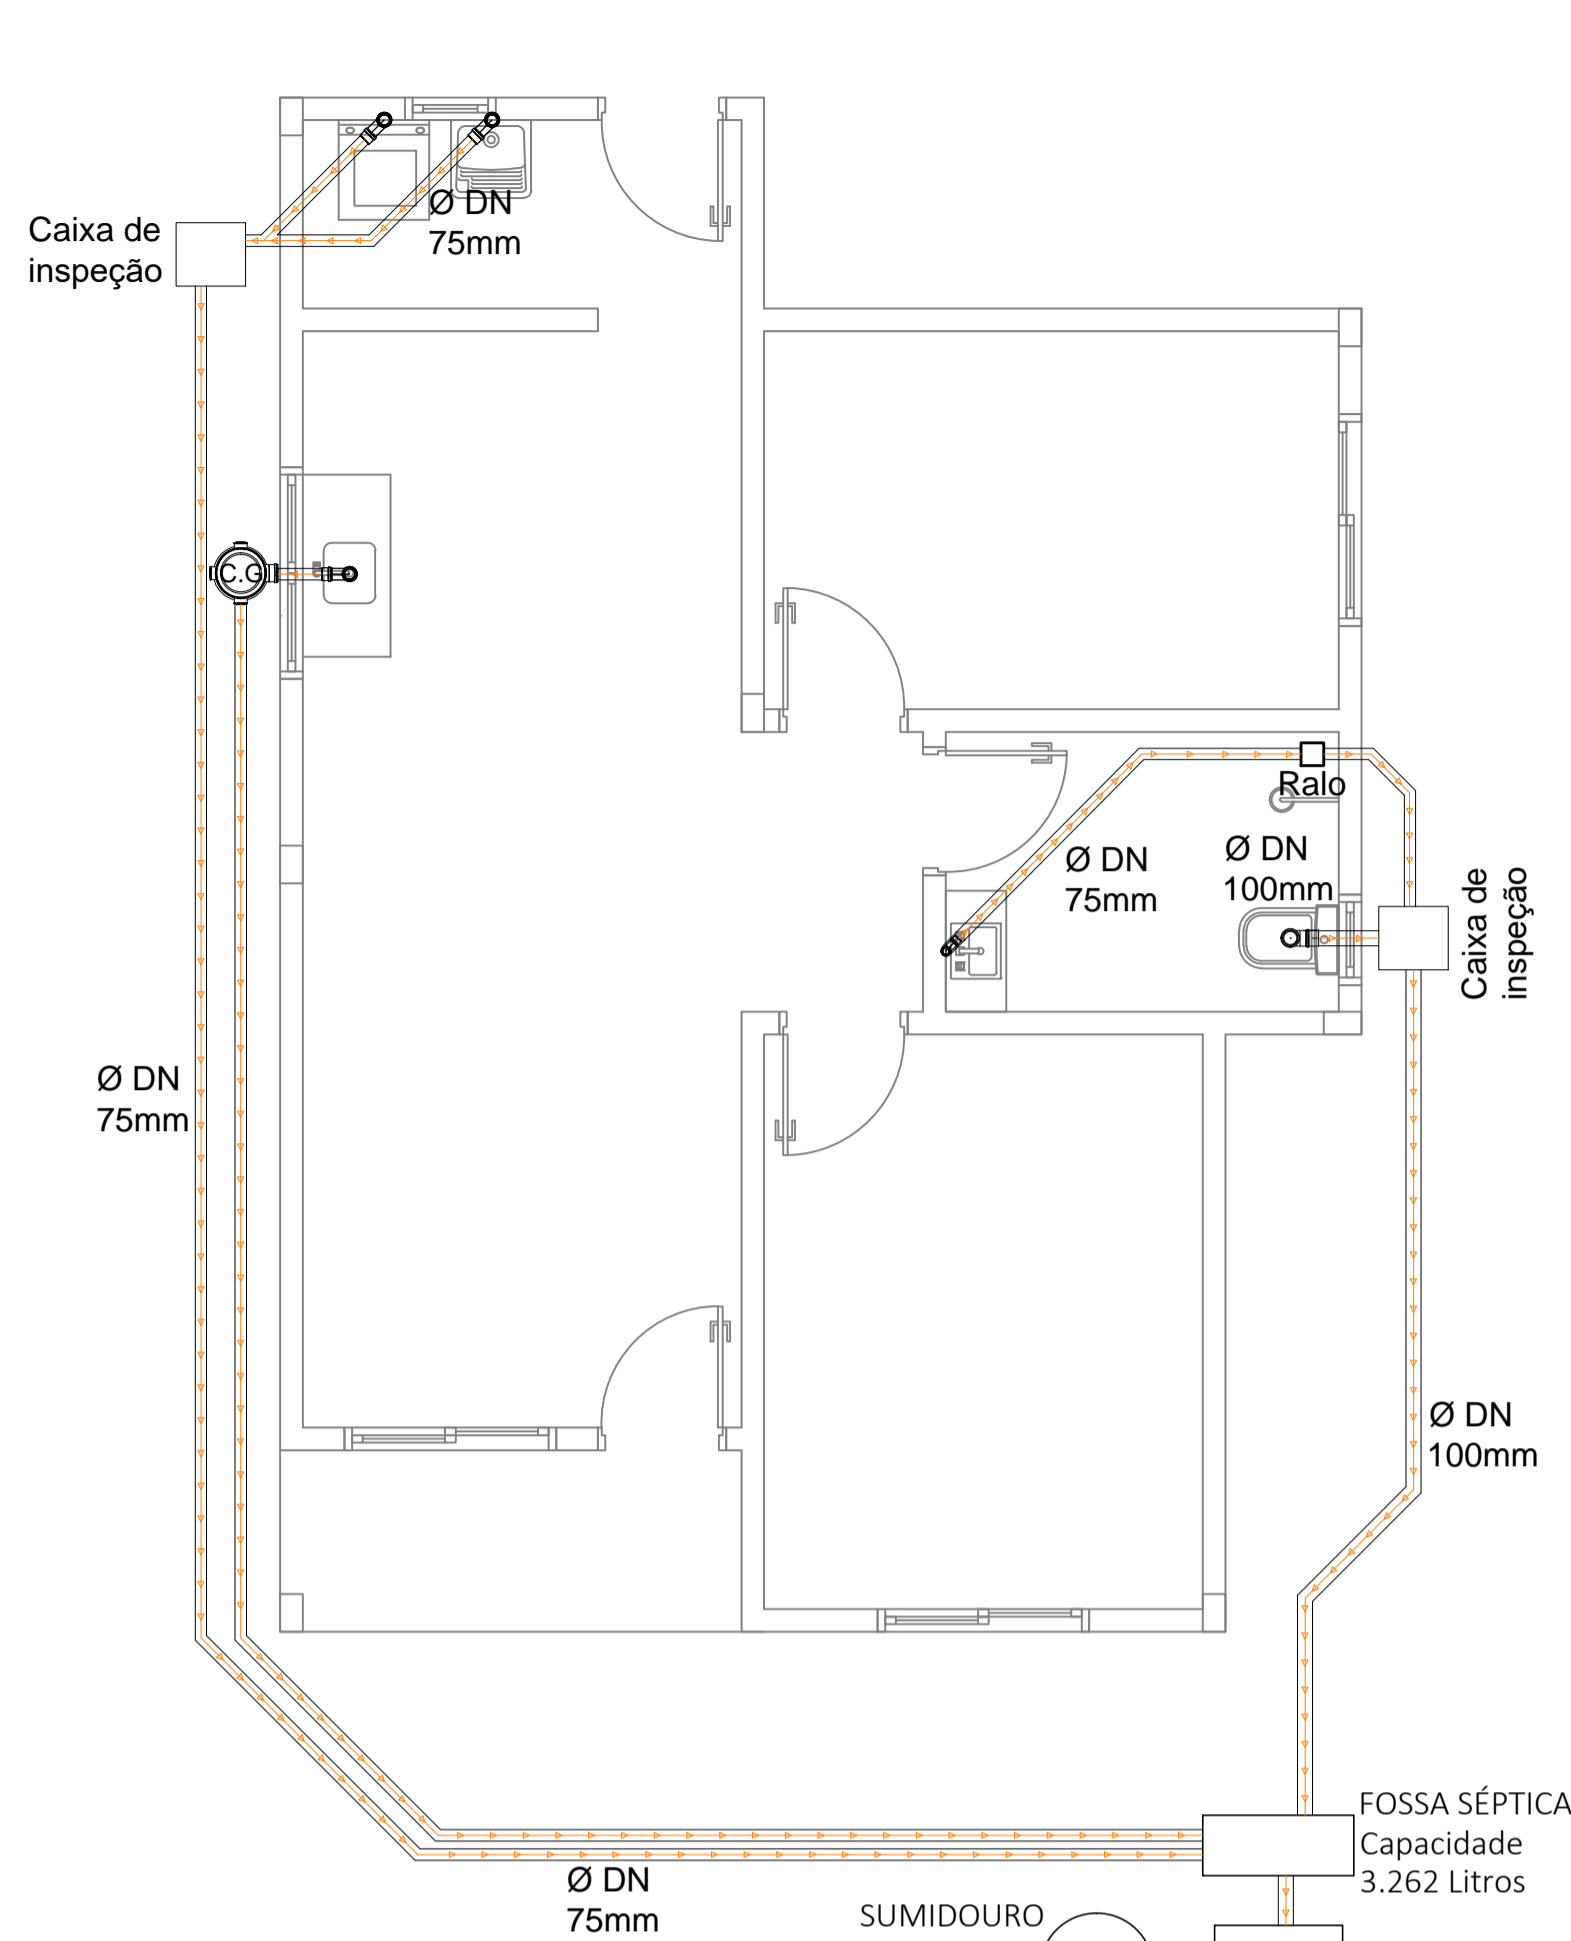 Ø DN
75mm
Caixa de
inspeção
C.G
Ralo
Ø DN
75mm
Ø DN
100mm
Caixa de
inspeção
Ø DN
75mm
Ø DN
100mm
FOSSA SÉPTICA
Capacidade
3.262 Litros
Ø DN
75mm
SUMIDOURO